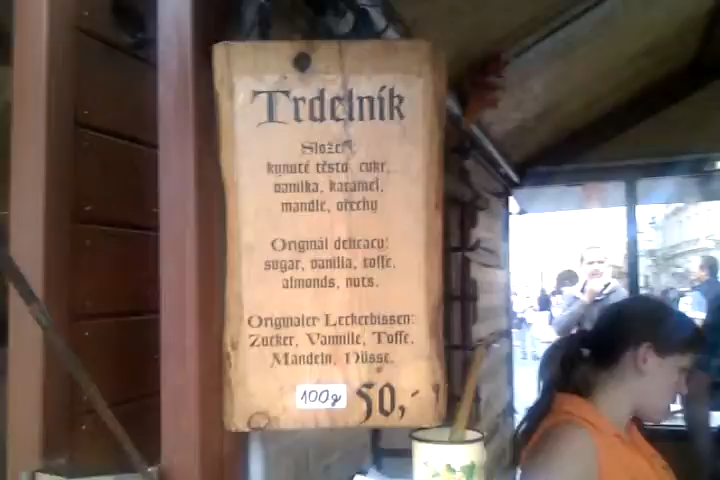 Trdelník
Složení:
kynuté těsto, cukr,
vanilka, karamel,
mandle, ořechy
Original delicacy:
sugar, vanilla, toffe,
almonds, nuts.
Originaler Leckerbissen:
Zucker, Vannille, Toffe,
Mandeln, Nüsse.
100g 50,-